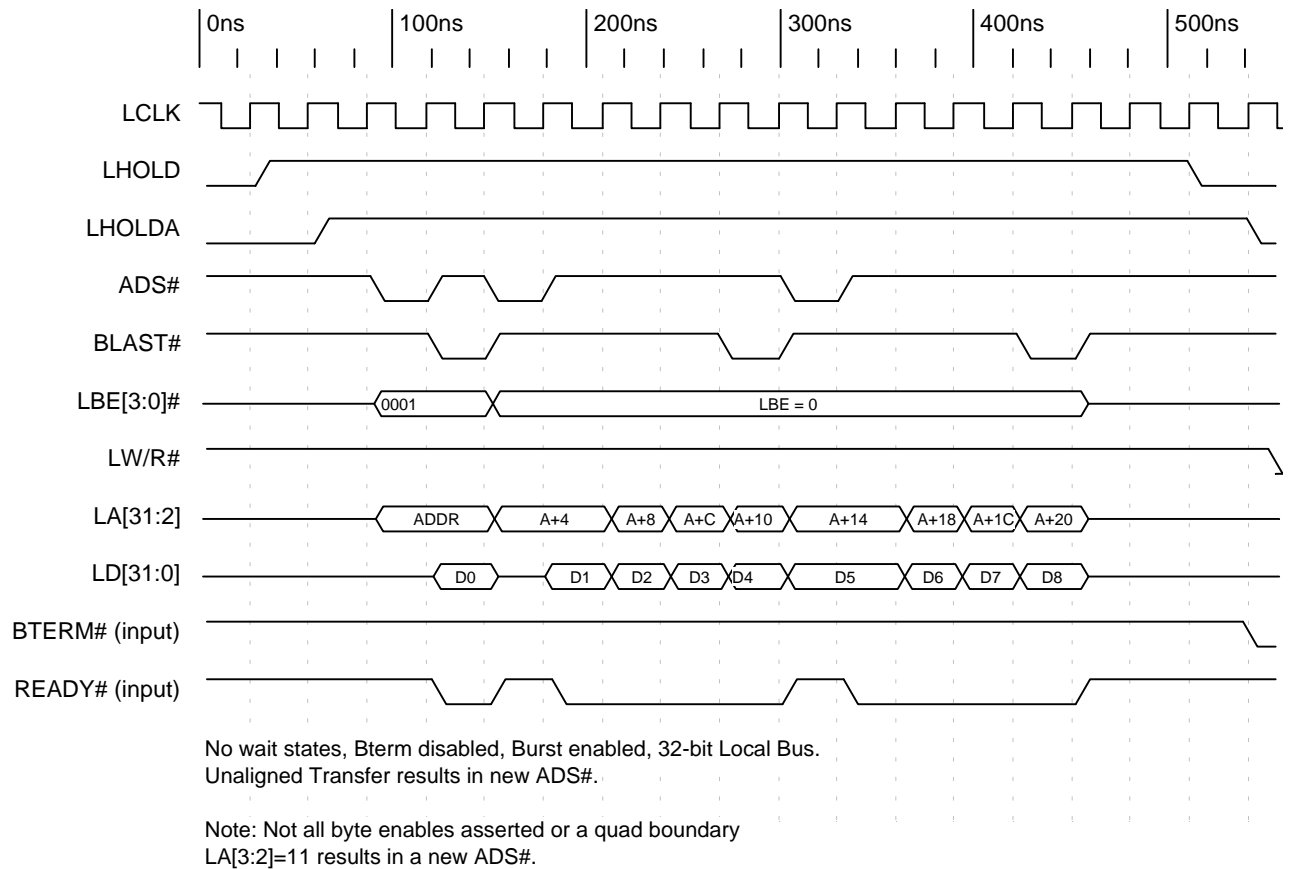 0ns 100ns 200ns 300ns 400ns 500ns
LCLK
LHOLD
LHOLDA
ADS#
BLAST#
LBE[3:0]# 0001 LBE = 0
LW/R#
LA[31:2] ADDR A+4 A+8 A+C A+10 A+14 A+18 A+1C A+20
LD[31:0] D0 D1 D2 D3 D4 D5 D6 D7 D8
BTERM# (input)
READY# (input)
No wait states, Bterm disabled, Burst enabled, 32-bit Local Bus.
Unaligned Transfer results in new ADS#.
Note: Not all byte enables asserted or a quad boundary
LA[3:2]=11 results in a new ADS#.